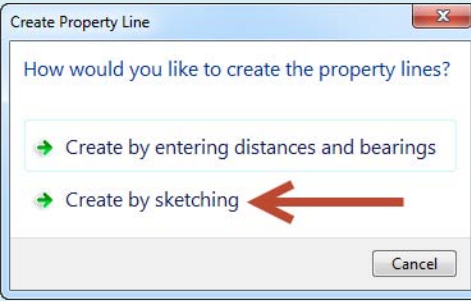 Create Property Line
How would you like to create the property lines?
Create by entering distances and bearings
Create by sketching
Cancel